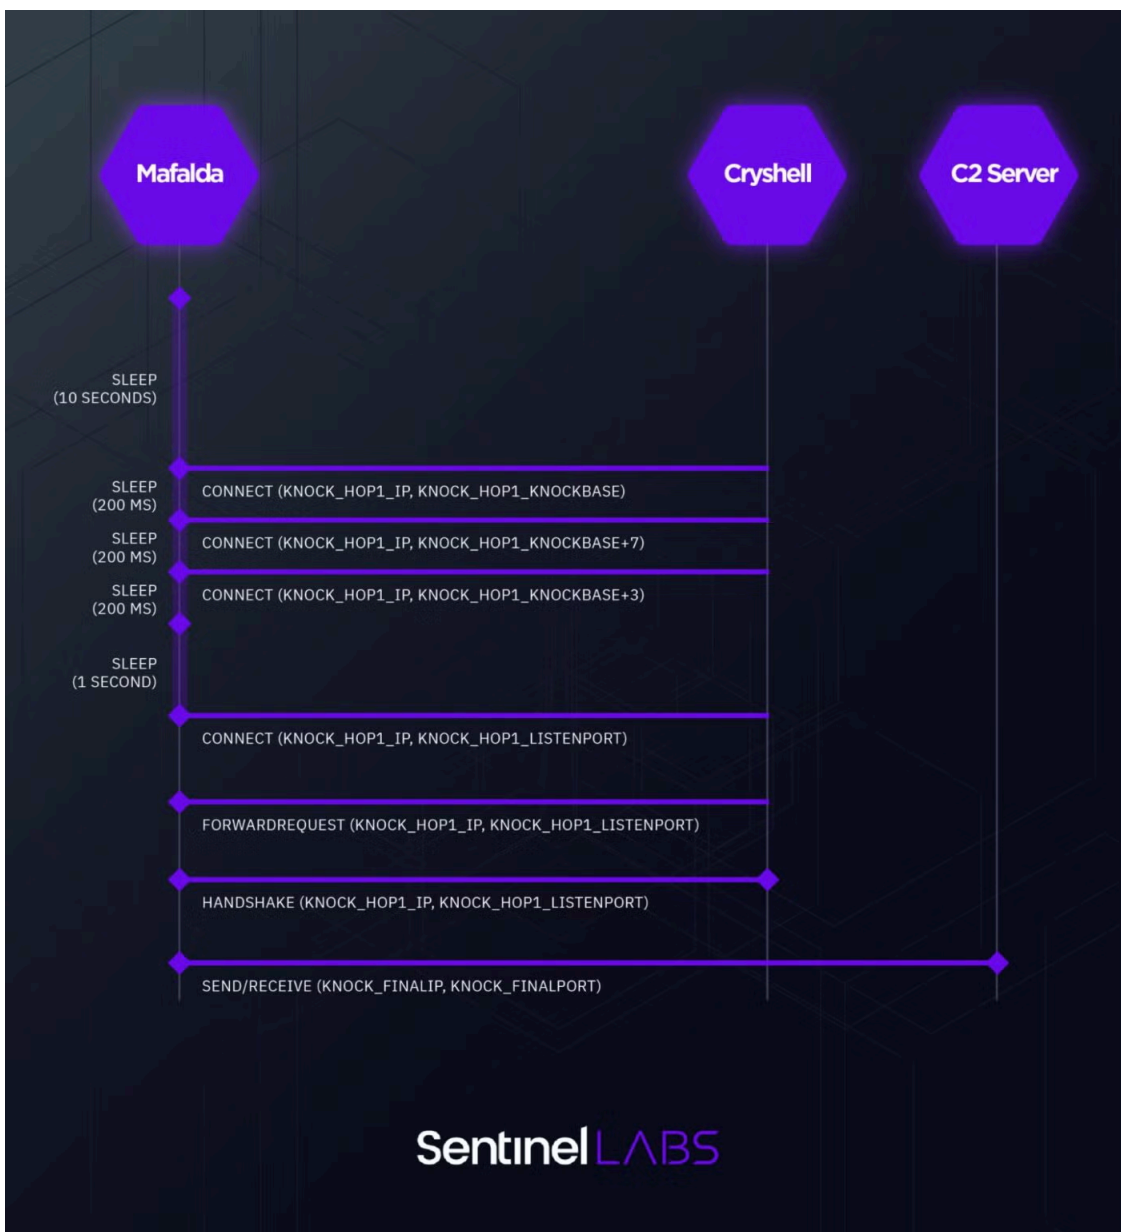 Mafalda
Cryshell
C2 Server
SLEEP
(10 SECONDS)
SLEEP
(200 MS)
CONNECT (KNOCK_HOP1_IP, KNOCK_HOP1_KNOCKBASE)
SLEEP
(200 MS)
CONNECT (KNOCK_HOP1_IP, KNOCK_HOP1_KNOCKBASE+7)
SLEEP
(200 MS)
CONNECT (KNOCK_HOP1_IP, KNOCK_HOP1_KNOCKBASE+3)
SLEEP
(1 SECOND)
CONNECT (KNOCK_HOP1_IP, KNOCK_HOP1_LISTENPORT)
FORWARDREQUEST (KNOCK_HOP1_IP, KNOCK_HOP1_LISTENPORT)
HANDSHAKE (KNOCK_HOP1_IP, KNOCK_HOP1_LISTENPORT)
SEND/RECEIVE (KNOCK_FINALIP, KNOCK_FINALPORT)
SentinelLABS